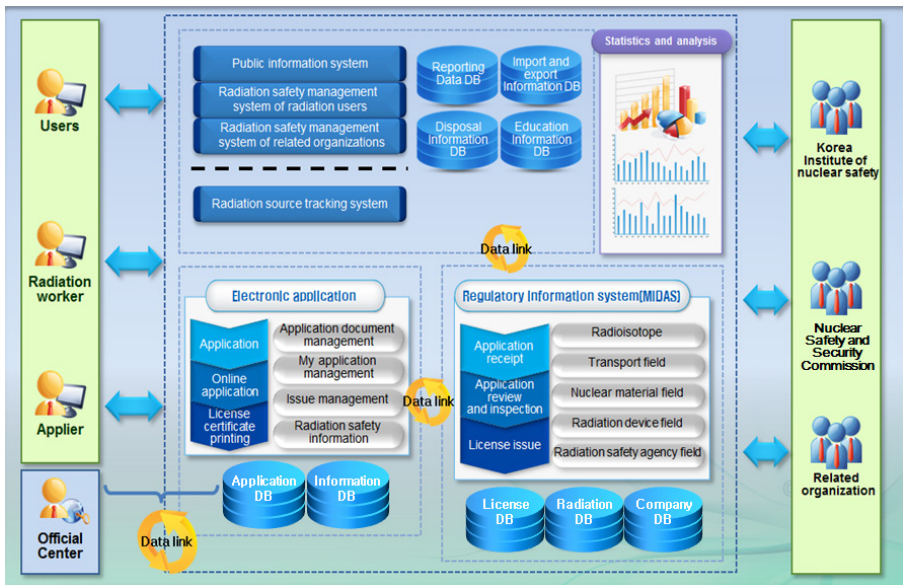 Users
Radiation
worker
Applier
Official
Center
Public information system
Radiation safety management
system of radiation users
Radiation safety management
system of related organizations
Radiation source tracking system
Reporting
Data DB
Import and
export
Information DB
Disposal
Information
DB
Education
Information
DB
Statistics and analysis
Data link
Electronic application
Application
Online
application
License
certificate
printing
Application document
management
My application
management
Issue management
Radiation safety
information
Application
DB
Information
DB
Data link
Data link
Regulatory Information system[MIDAS]
Application
receipt
Application
review
and inspection
License issue
Radioisotope
Transport field
Nuclear material field
Radiation device field
Radiation safety agency field
License
DB
Radiation
DB
Company
DB
Korea
Institute of
nuclear safety
Nuclear
Safety and
Security
Commission
Related
organization